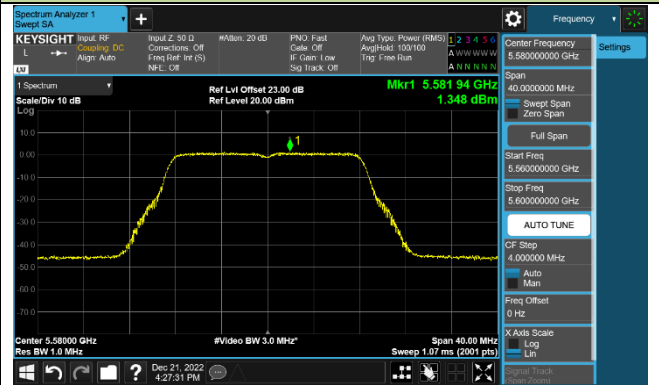 Spectrum Analyzer 1
Swept SA
+
Frequency
KEYSIGHT
L
LXI
Input: RF
Coupling: DC
Align: Auto
Input Z: 50 Ω
Corrections: Off
Freq Ref: Int (S)
NFE: Off
#Atten: 20 dB
PNO: Fast
Gate: Off
IF Gain: Low
Sig Track: Off
Avg Type: Power (RMS)
Avg|Hold: 100/100
Trig: Free Run
1 2 3 4 5 6
A W W W W W
A N N N N N
1 Spectrum
Scale/Div 10 dB
Log
Ref Lvl Offset 23.00 dB
Ref Level 20.00 dBm
Mkr1 5.581 94 GHz
1.348 dBm
10.0
0.00
-10.0
-20.0
-30.0
-40.0
-50.0
-60.0
-70.0
1
Center 5.58000 GHz
Res BW 1.0 MHz
#Video BW 3.0 MHz*
Span 40.00 MHz
Sweep 1.07 ms (2001 pts)
?
Dec 21, 2022
4:27:31 PM
Center Frequency
5.580000000 GHz
Settings
Span
40.0000000 MHz
Swept Span
Zero Span
Full Span
Start Freq
5.560000000 GHz
Stop Freq
5.600000000 GHz
AUTO TUNE
CF Step
4.000000 MHz
Auto
Man
Freq Offset
0 Hz
X Axis Scale
Log
Lin
Signal Track
(Span Zoom)